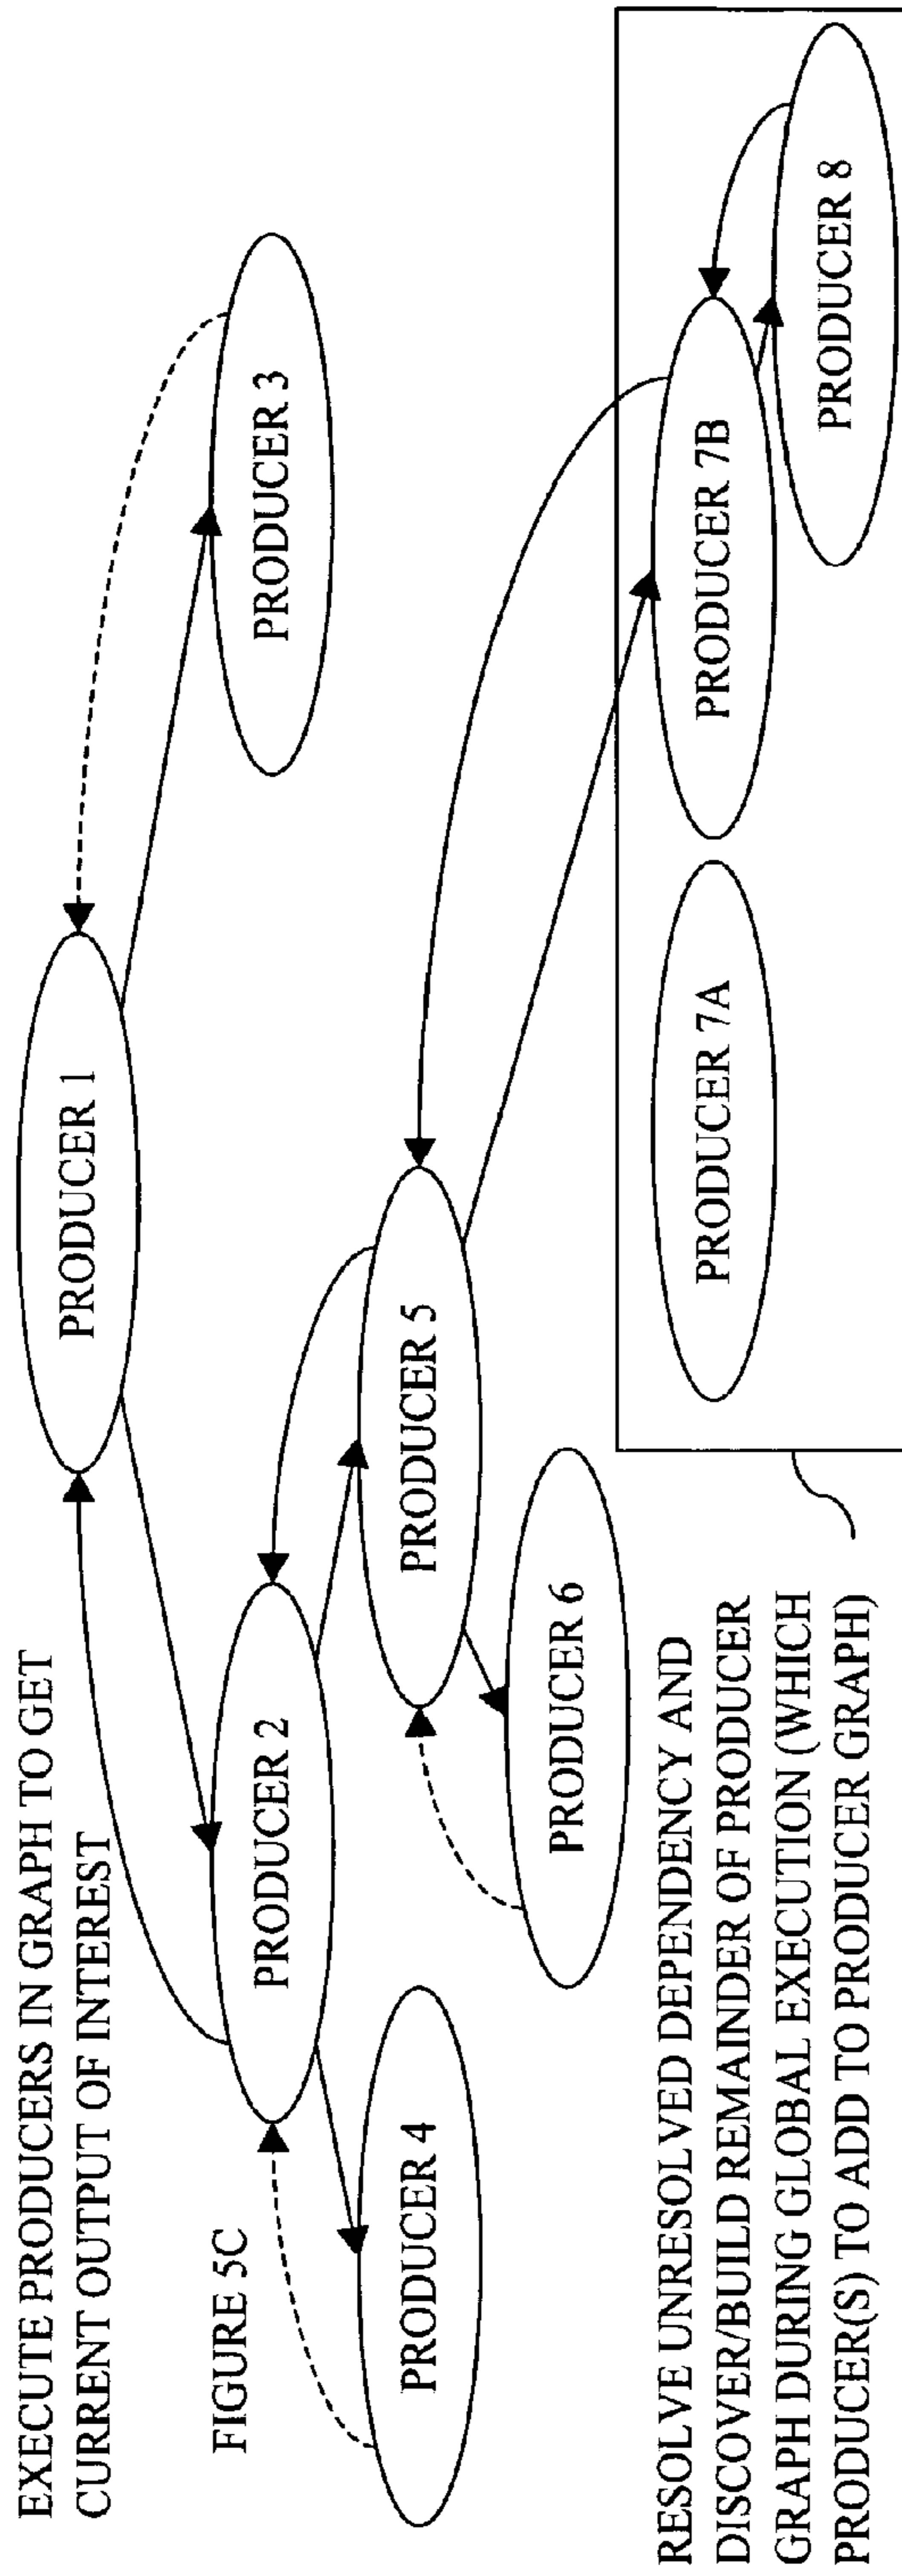 EXECUTE PRODUCERS IN GRAPH TO GET
CURRENT OUTPUT OF INTEREST
FIGURE 5C
PRODUCER 1
PRODUCER 2
PRODUCER 3
PRODUCER 4
PRODUCER 5
PRODUCER 6
PRODUCER 7A
PRODUCER 7B
PRODUCER 8
RESOLVE UNRESOLVED DEPENDENCY AND
DISCOVER/BUILD REMAINDER OF PRODUCER
GRAPH DURING GLOBAL EXECUTION (WHICH
PRODUCER(S) TO ADD TO PRODUCER GRAPH)